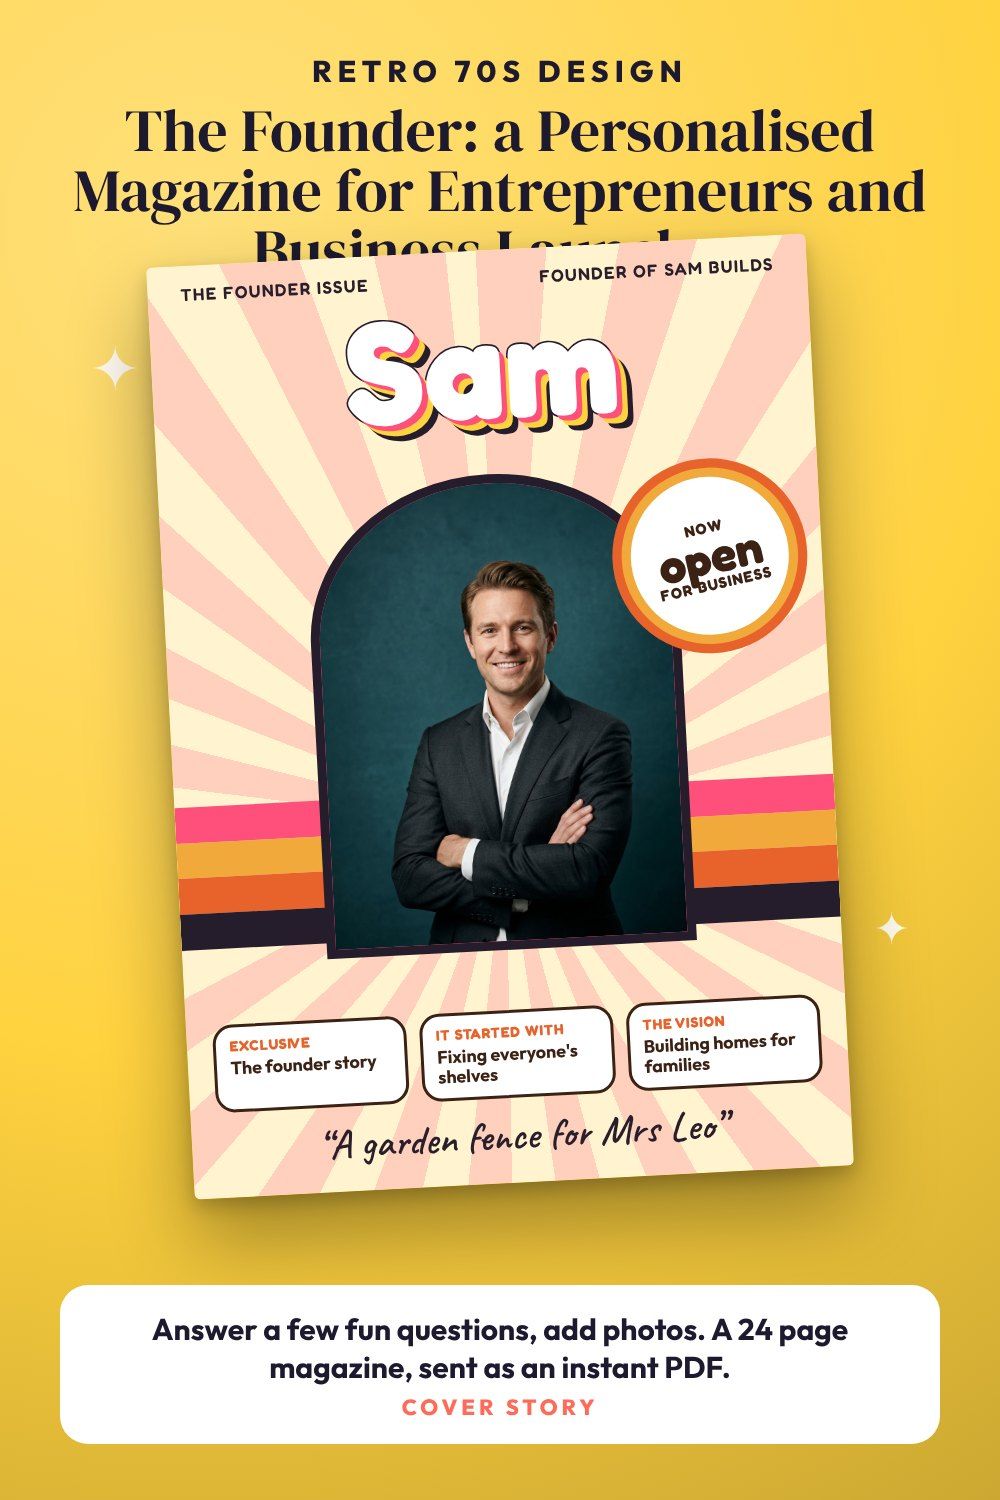 RETRO 70S DESIGN
The Founder: a Personalised
Magazine for Entrepreneurs and
Business
THE FOUNDER ISSUE
FOUNDER OF SAM BUILDS
Sam
NOW
open
FOR BUSINESS
EXCLUSIVE
The founder story
IT STARTED WITH
Fixing everyone's
shelves
THE VISION
Building homes for
families
“A garden fence for Mrs Leo”
Answer a few fun questions, add photos. A 24 page
magazine, sent as an instant PDF.
COVER STORY